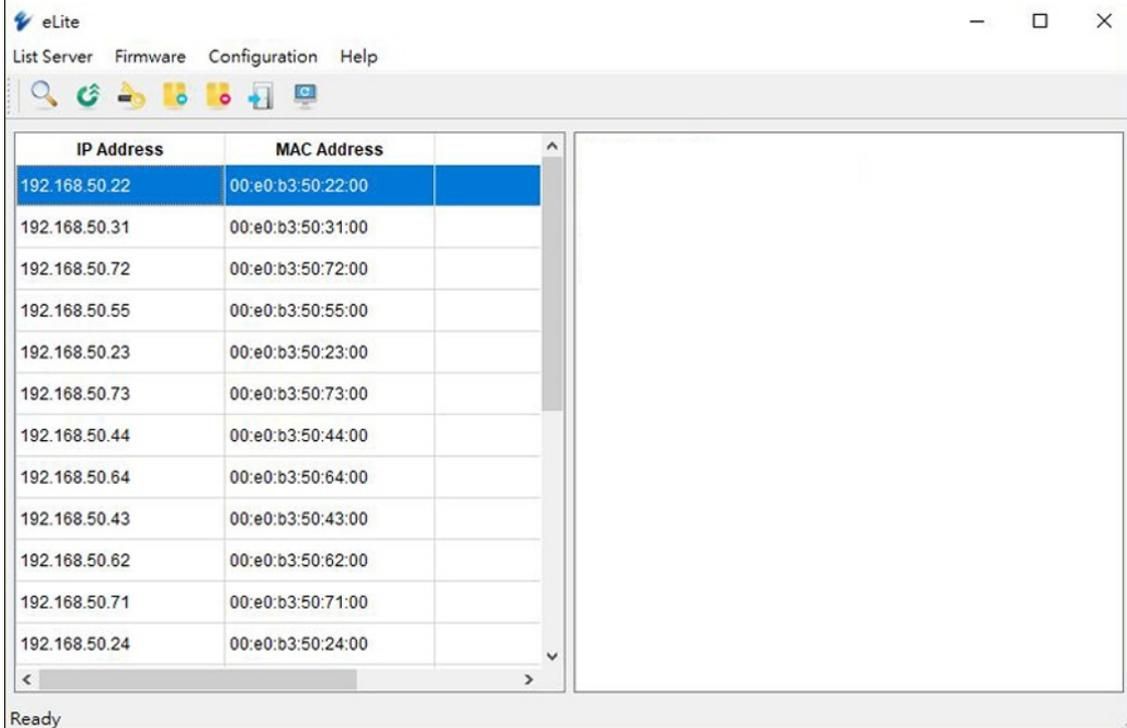 eLite
List Server Firmware Configuration Help
IP Address MAC Address
192.168.50.22 00:e0:b3:50:22:00
192.168.50.31 00:e0:b3:50:31:00
192.168.50.72 00:e0:b3:50:72:00
192.168.50.55 00:e0:b3:50:55:00
192.168.50.23 00:e0:b3:50:23:00
192.168.50.73 00:e0:b3:50:73:00
192.168.50.44 00:e0:b3:50:44:00
192.168.50.64 00:e0:b3:50:64:00
192.168.50.43 00:e0:b3:50:43:00
192.168.50.62 00:e0:b3:50:62:00
192.168.50.71 00:e0:b3:50:71:00
192.168.50.24 00:e0:b3:50:24:00
Ready